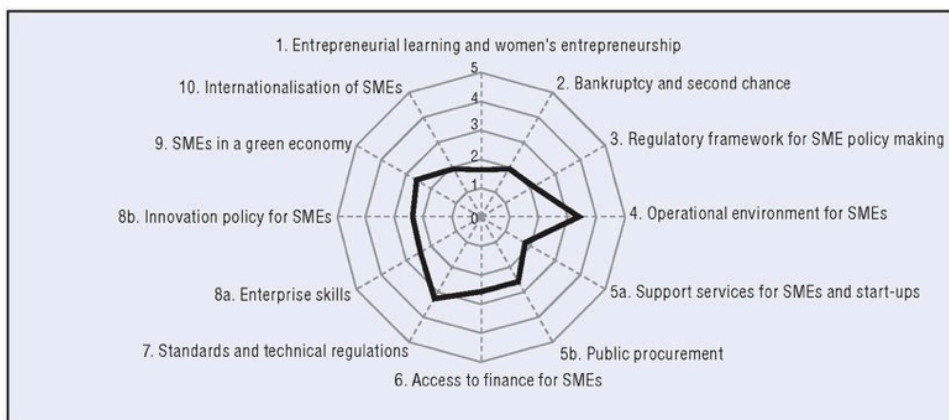 1. Entrepreneurial learning and women's entrepreneurship
5
10. Internationalisation of SMEs
2. Bankruptcy and second chance
4
9. SMEs in a green economy
3
3. Regulatory framework for SME policy making
2
1
8b. Innovation policy for SMEs
0
4. Operational environment for SMEs
8a. Enterprise skills
5a. Support services for SMEs and start-ups
7. Standards and technical regulations
5b. Public procurement
6. Access to finance for SMEs